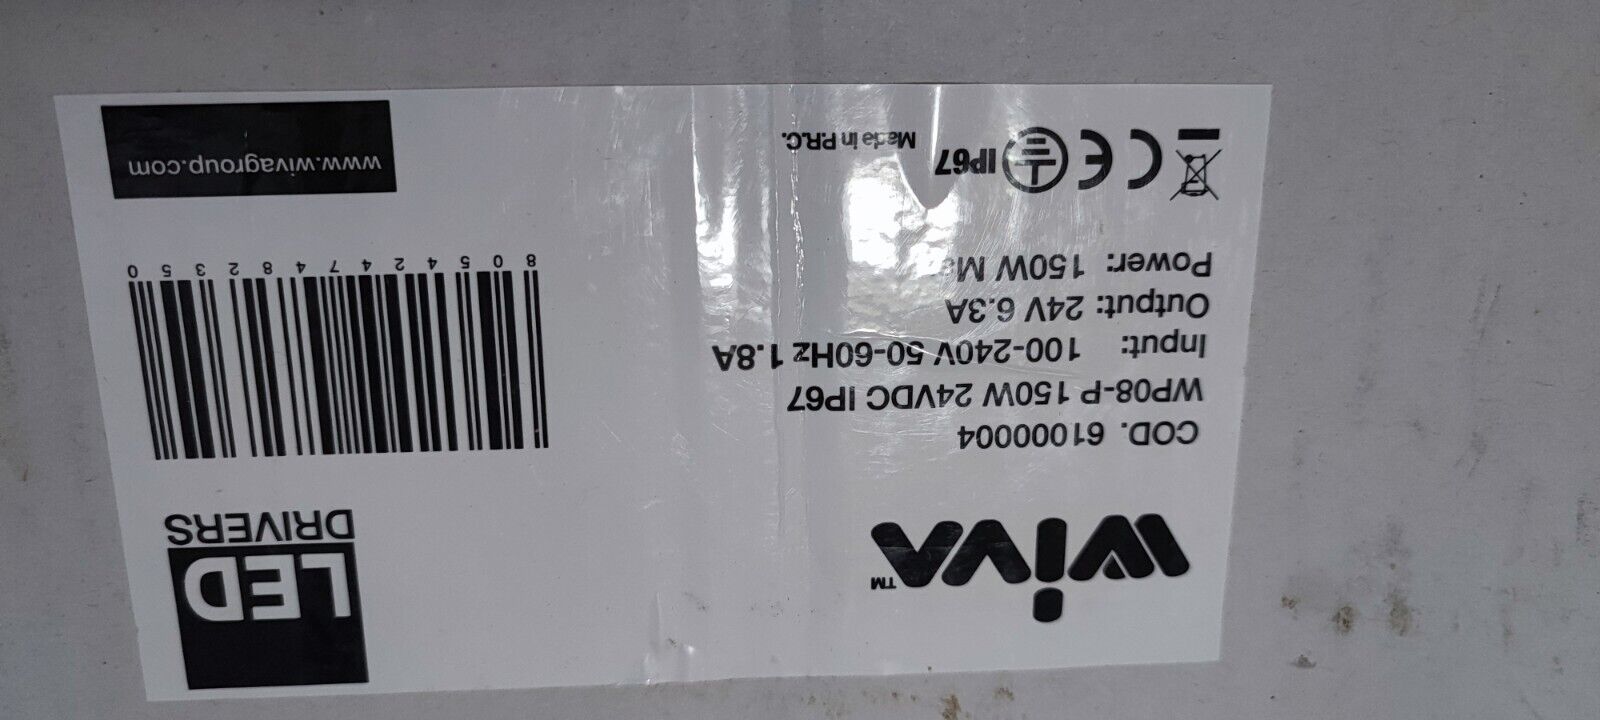 WiVA™
LED
DRIVERS
COD. 61000004
WP08-P 150W 24VDC IP67
Input: 100-240V 50-60Hz 1.8A
Output: 24V 6.3A
Power: 150W
8 0 5 4 2 4 7 4 8 2 3 5 0
CE IP67 Made in P.R.C.
www.wivagroup.com